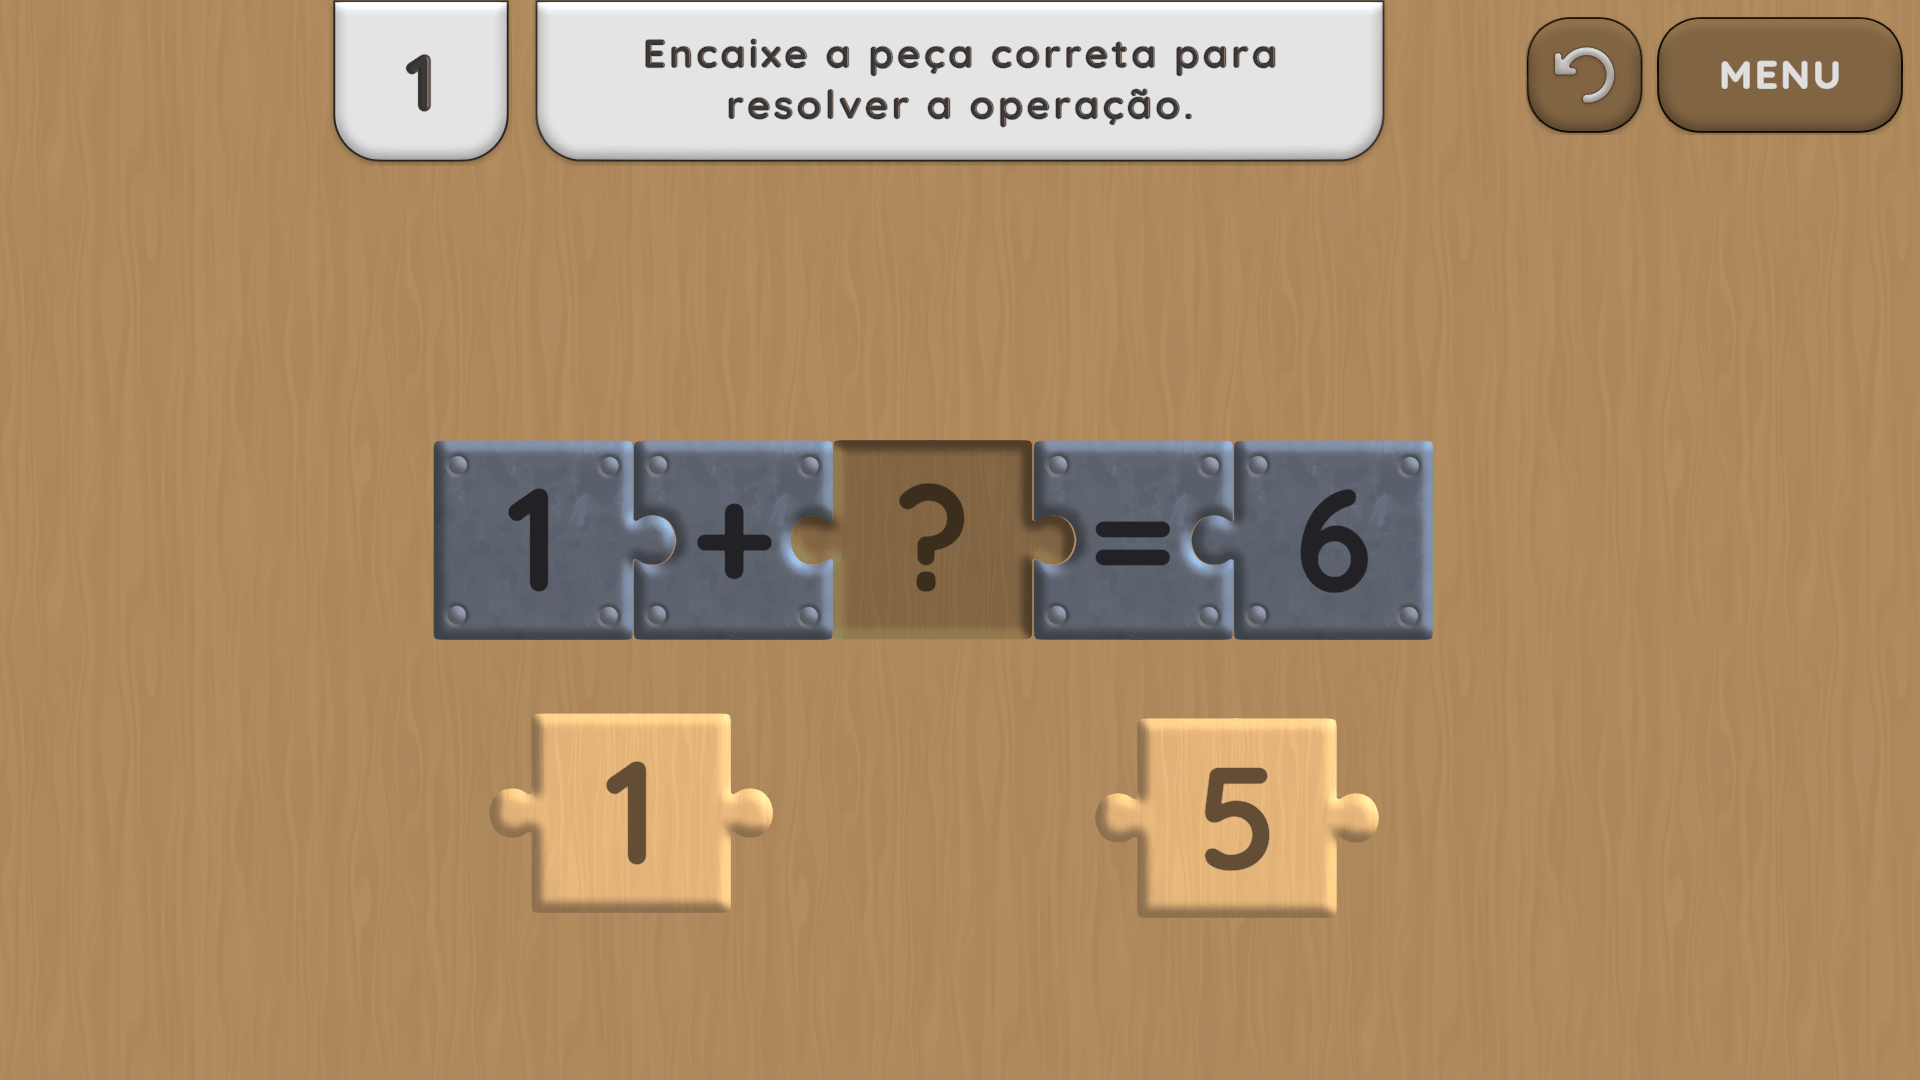 1
Encaixe a peça correta para
resolver a operação.
MENU
1 + ? = 6
1
5